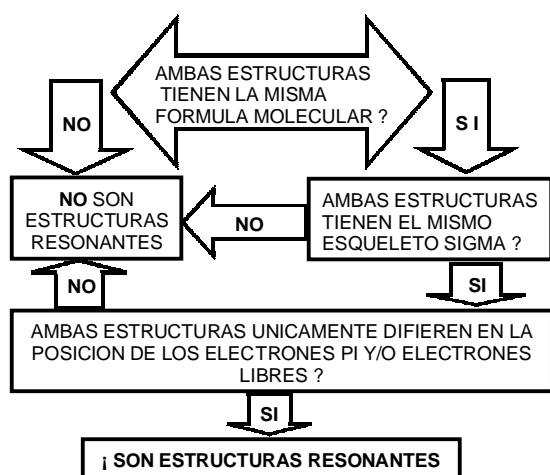 AMBAS ESTRUCTURAS
TIENEN LA MISMA
FORMULA MOLECULAR ?
NO
S I
NO SON
ESTRUCTURAS
RESONANTES
NO
AMBAS ESTRUCTURAS
TIENEN EL MISMO
ESQUELETO SIGMA ?
NO
SI
AMBAS ESTRUCTURAS UNICAMENTE DIFIEREN EN LA
POSICION DE LOS ELECTRONES PI Y/O ELECTRONES
LIBRES ?
SI
¡ SON ESTRUCTURAS RESONANTES